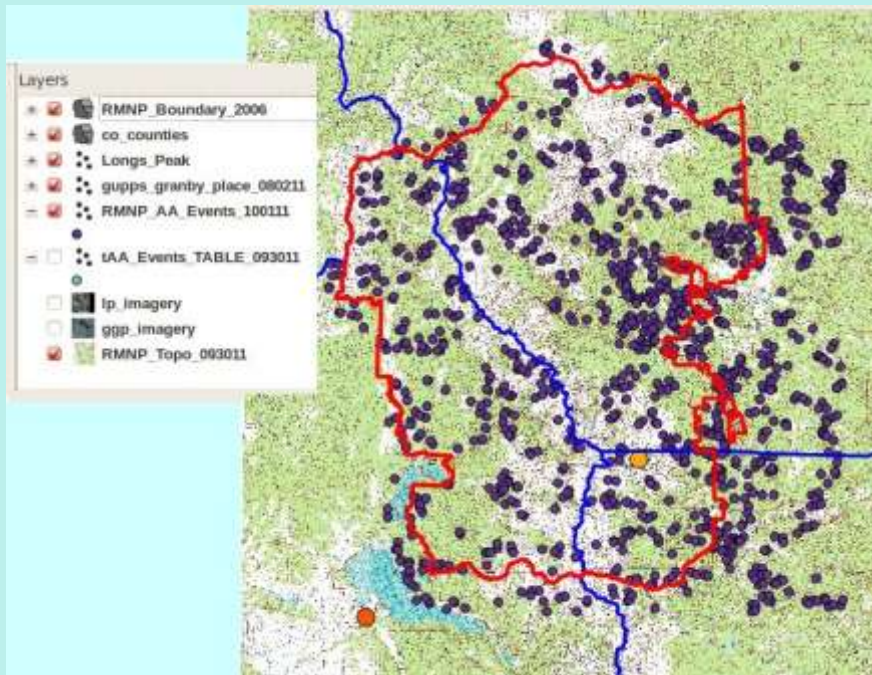 Layers
RMNP_Boundary_2006
co_counties
Longs_Peak
gupps_granby_place_080211
RMNP_AA_Events_100111
tAA_Events_TABLE_093011
lp_imagery
ggp_imagery
RMNP_Topo_093011